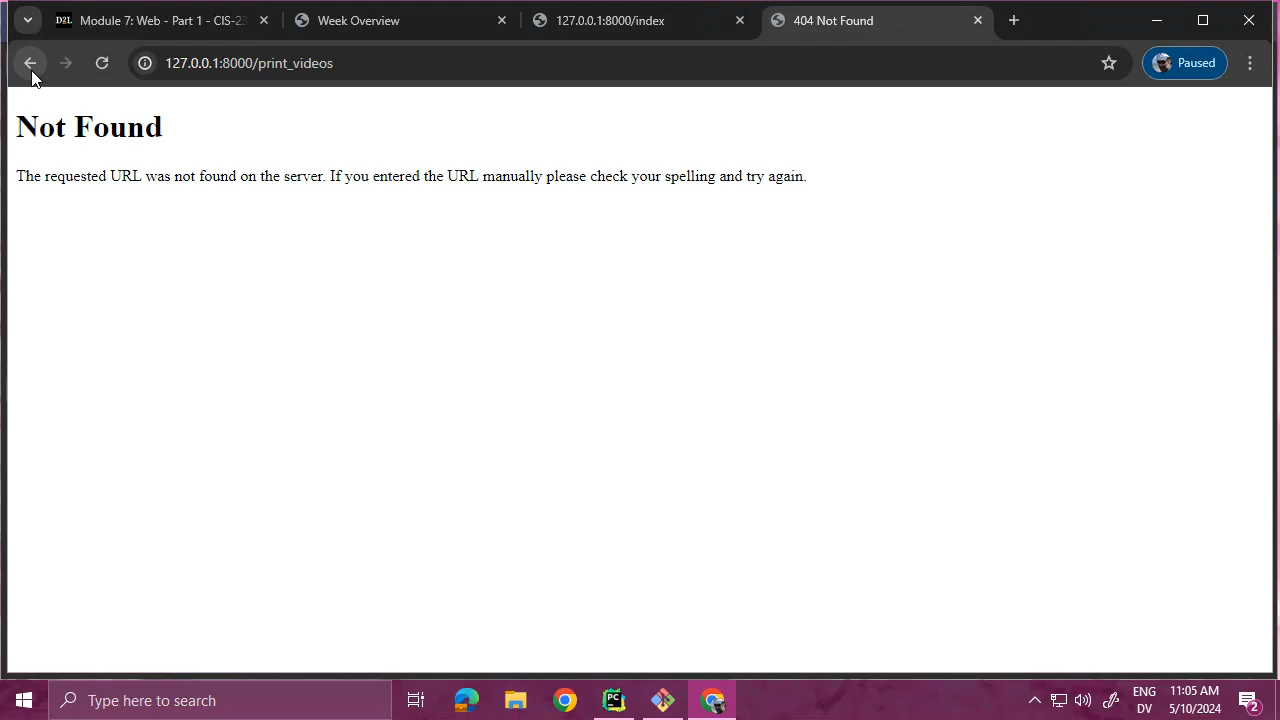 D2L Module 7: Web - Part 1 - CIS-23
Week Overview
127.0.0.1:8000/index
404 Not Found
127.0.0.1:8000/print_videos
Paused
Not Found
The requested URL was not found on the server. If you entered the URL manually please check your spelling and try again.
Type here to search
PC
ENG
DV
11:05 AM
5/10/2024
2